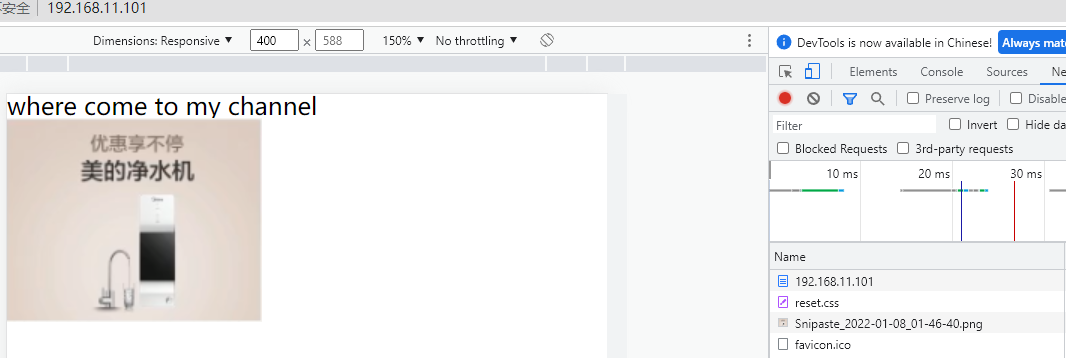 不安全 192.168.11.101
Dimensions: Responsive 400 × 588 150% No throttling
DevTools is now available in Chinese! Always mat
Elements Console Sources Ne
Preserve log Disable
Filter Invert Hide da
Blocked Requests 3rd-party requests
10 ms 20 ms 30 ms
where come to my channel
优惠享不停
美的净水机
Midea
Name
192.168.11.101
reset.css
Snipaste_2022-01-08_01-46-40.png
favicon.ico